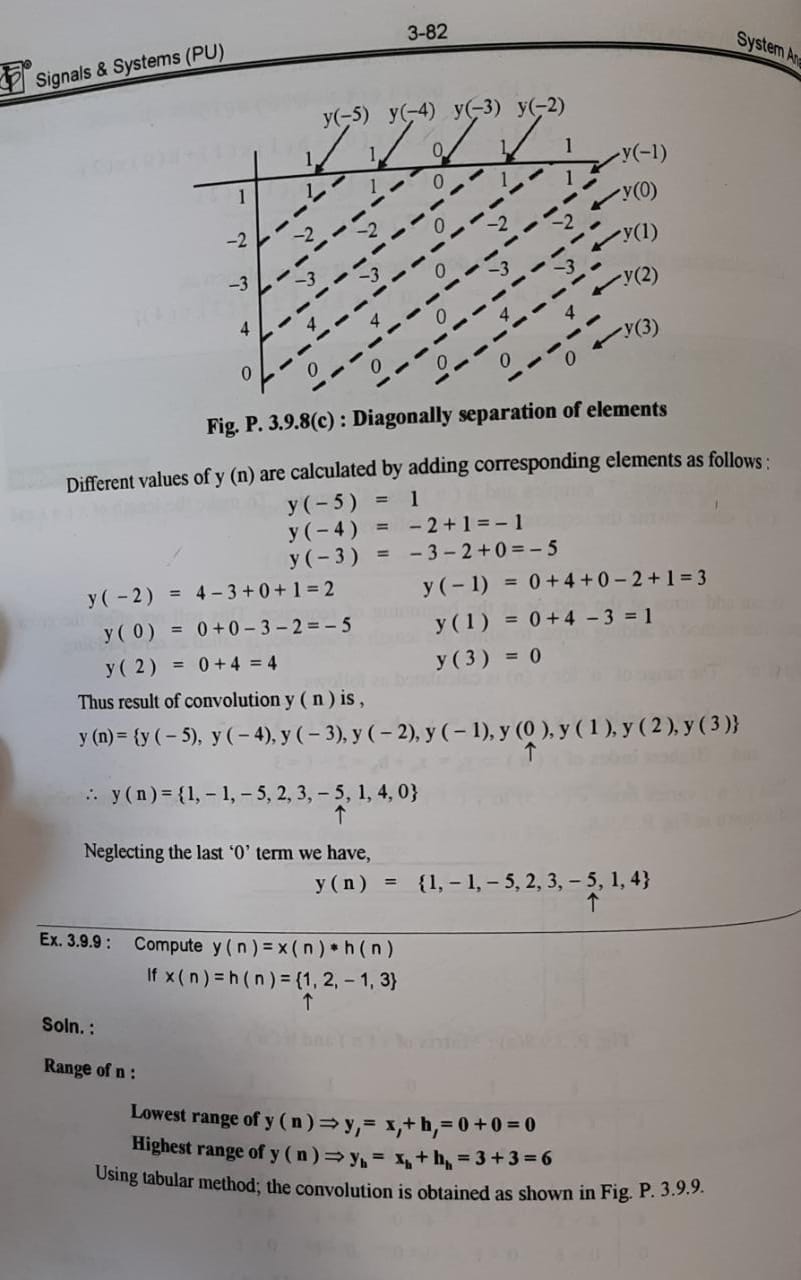 3-82
Signals & Systems (PU)
System Ana
y(–5) y(–4) y(–3) y(–2)
1 1 0 1 1 y(–1)
1 1 1 0 1 1 y(0)
–2 –2 –2 0 –2 –2 y(1)
–3 –3 –3 0 –3 –3 y(2)
4 4 4 0 4 4 y(3)
0 0 0 0 0 0
Fig. P. 3.9.8(c) : Diagonally separation of elements
Different values of y (n) are calculated by adding corresponding elements as follows :
y ( – 5 ) = 1
y ( – 4 ) = – 2 + 1 = – 1
y ( – 3 ) = – 3 – 2 + 0 = – 5
y ( – 2 ) = 4 – 3 + 0 + 1 = 2 y ( – 1) = 0 + 4 + 0 – 2 + 1 = 3
y ( 0 ) = 0 + 0 – 3 – 2 = – 5 y ( 1 ) = 0 + 4 – 3 = 1
y ( 2 ) = 0 + 4 = 4 y ( 3 ) = 0
Thus result of convolution y ( n ) is ,
y (n) = {y ( – 5), y ( – 4), y ( – 3), y ( – 2), y ( – 1), y (0 ), y ( 1 ), y ( 2 ), y ( 3 )}
↑
∴ y ( n ) = {1, – 1, – 5, 2, 3, – 5, 1, 4, 0}
↑
Neglecting the last ‘0’ term we have,
y ( n ) = {1, – 1, – 5, 2, 3, – 5, 1, 4}
↑
Ex. 3.9.9 : Compute y ( n ) = x ( n ) * h ( n )
If x ( n ) = h ( n ) = {1, 2, – 1, 3}
↑
Soln. :
Range of n :
Lowest range of y ( n ) ⇒ y_l = x_l + h_l = 0 + 0 = 0
Highest range of y ( n ) ⇒ y_h = x_h + h_h = 3 + 3 = 6
Using tabular method; the convolution is obtained as shown in Fig. P. 3.9.9.